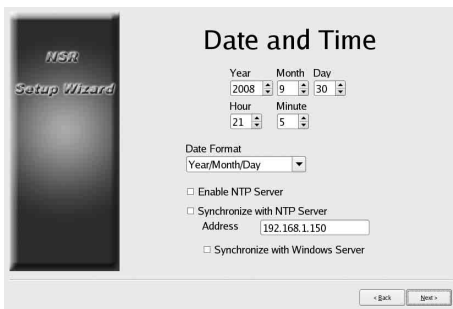 NSR
Setup Wizard
Date and Time
Year Month Day
2008 9 30
Hour Minute
21 5
Date Format
Year/Month/Day
Enable NTP Server
Synchronize with NTP Server
Address 192.168.1.150
Synchronize with Windows Server
< Back Next >